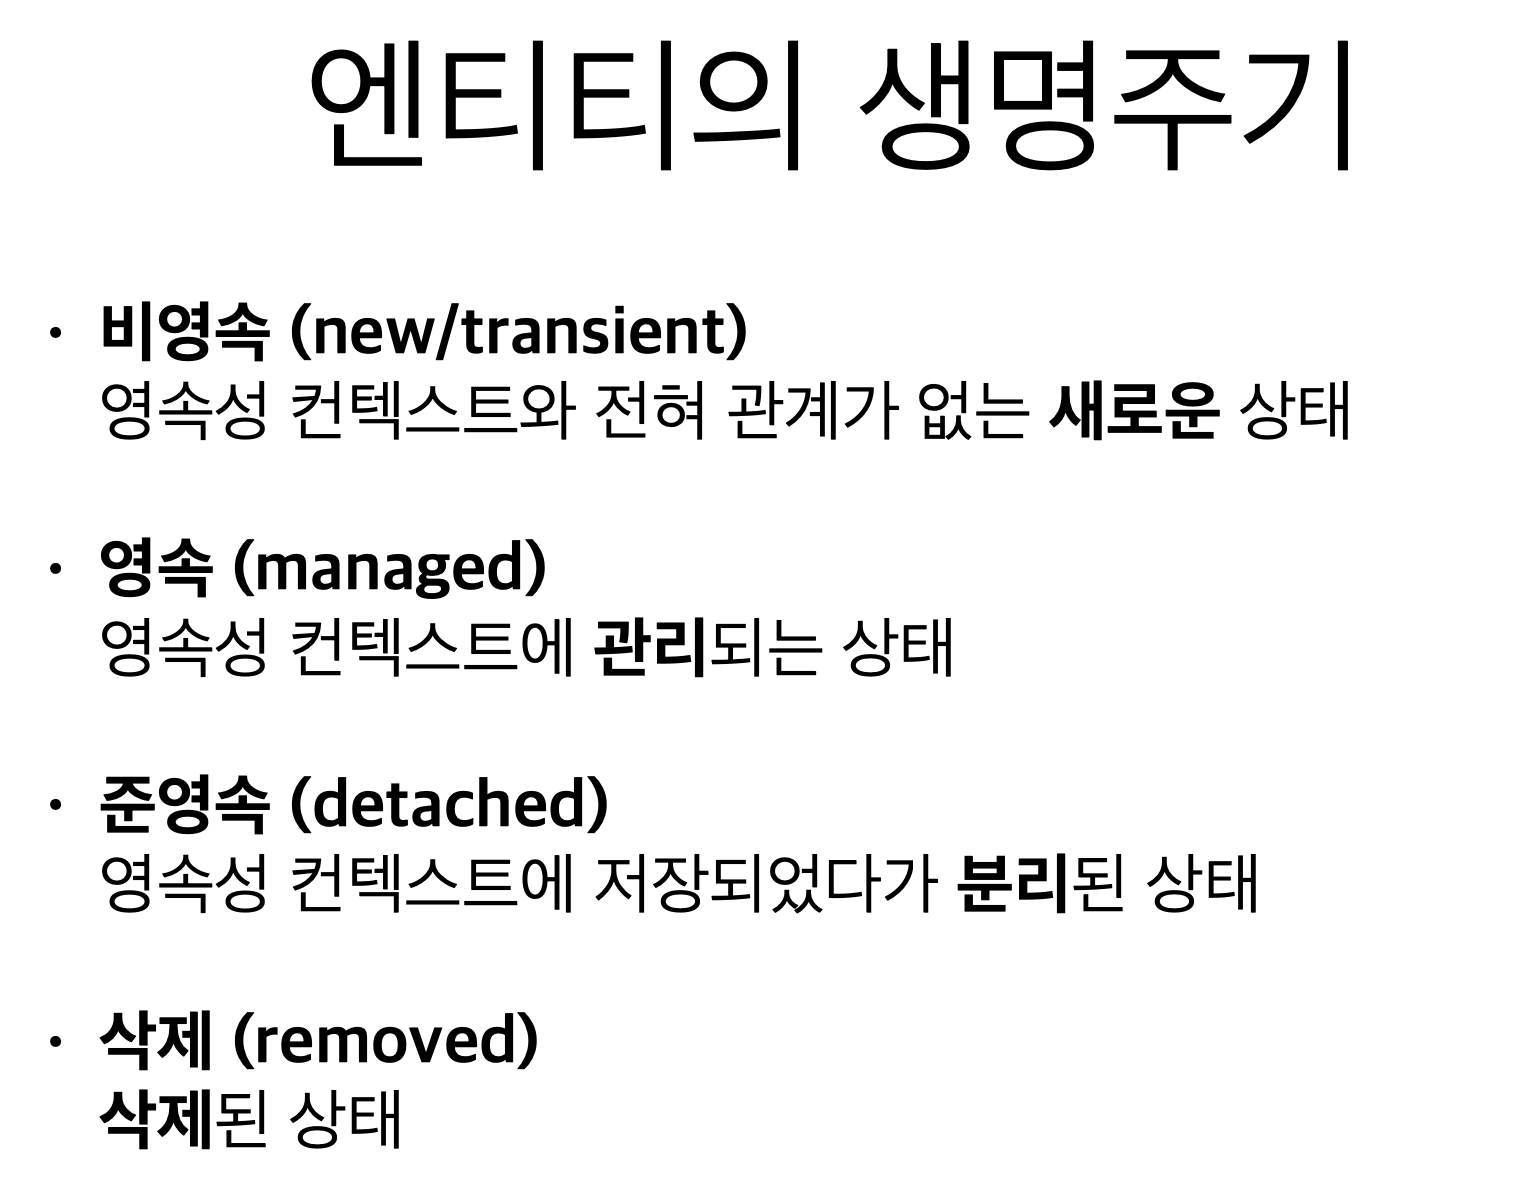 엔티티의 생명주기
• 비영속 (new/transient)
영속성 컨텍스트와 전혀 관계가 없는 새로운 상태
• 영속 (managed)
영속성 컨텍스트에 관리되는 상태
• 준영속 (detached)
영속성 컨텍스트에 저장되었다가 분리된 상태
• 삭제 (removed)
삭제된 상태